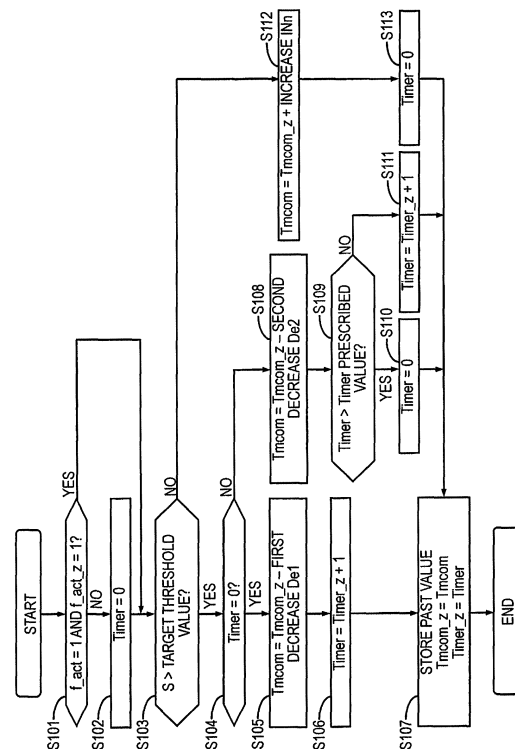 START
S101
f_act = 1 AND f_act_z = 1?
YES
NO
S102
Timer = 0
S103
S > TARGET THRESHOLD
VALUE?
NO
YES
S104
Timer = 0?
NO
YES
S105
Tmcom = Tmcom_z – FIRST
DECREASE De1
S106
Timer = Timer_z + 1
S107
STORE PAST VALUE
Tmcom_z = Tmcom
Timer_z = Timer
END
S108
Tmcom = Tmcom_z – SECOND
DECREASE De2
S109
Timer > Timer PRESCRIBED
VALUE?
NO
YES
S110
Timer = 0
S111
Timer = Timer_z + 1
S112
Tmcom = Tmcom_z + INCREASE INn
S113
Timer = 0